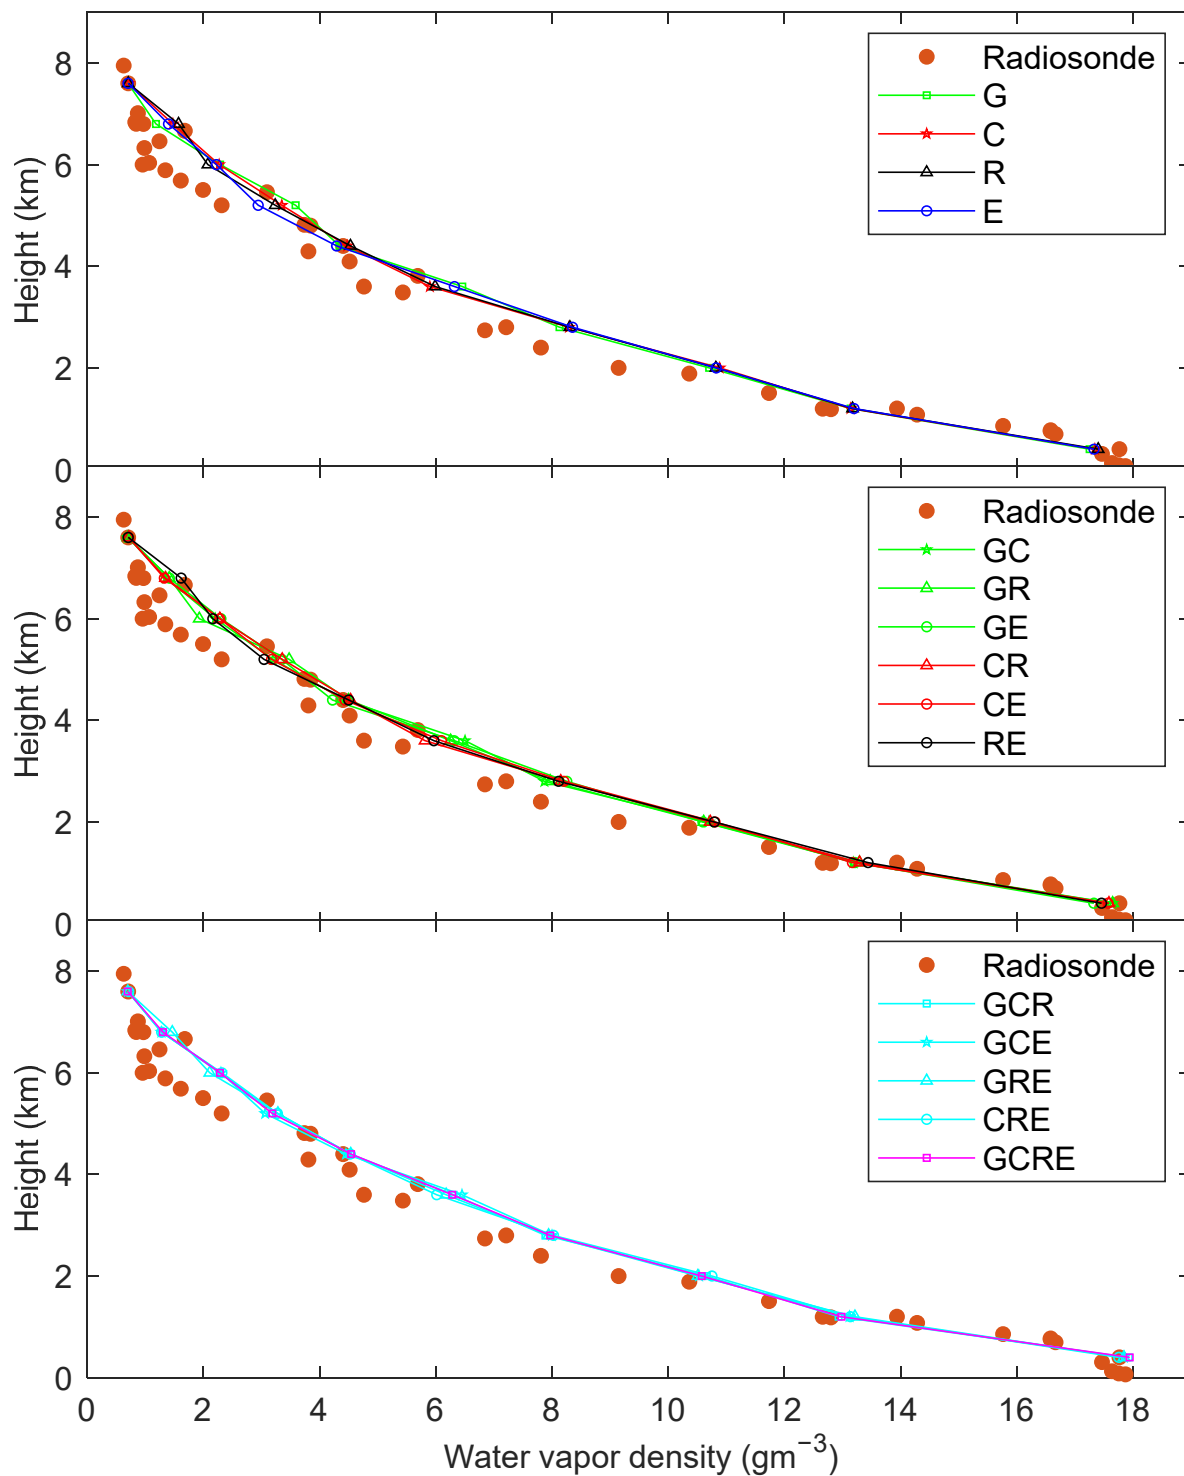 8
6
4
2
0
Height (km)
Radiosonde
G
C
R
E
8
6
4
2
0
Height (km)
Radiosonde
GC
GR
GE
CR
CE
RE
8
6
4
2
0
Height (km)
Radiosonde
GCR
GCE
GRE
CRE
GCRE
0 2 4 6 8 10 12 14 16 18
Water vapor density (gm⁻³)